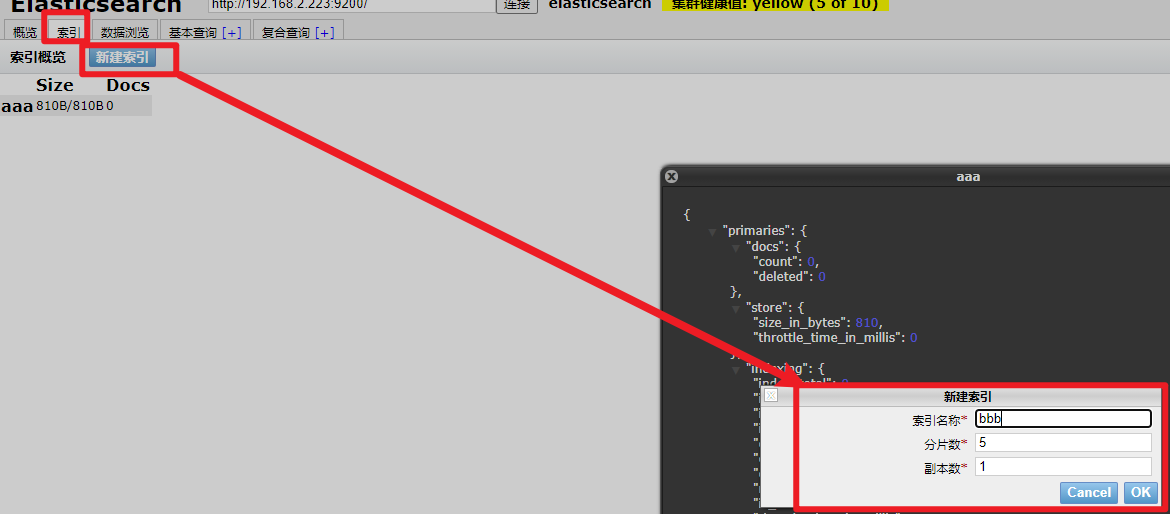 Elasticsearch http://192.168.2.223:9200/ 连接 elasticsearch 集群健康值: yellow (5 of 10)
概览 索引 数据浏览 基本查询 [+] 复合查询 [+]
索引概览 新建索引
Size Docs
aaa 810B/810B 0
aaa
{
"primaries": {
"docs": {
"count": 0,
"deleted": 0
},
"store": {
"size_in_bytes": 810,
"throttle_time_in_millis": 0
},
"indexing": {
新建索引
索引名称* bbb
分片数* 5
副本数* 1
Cancel OK